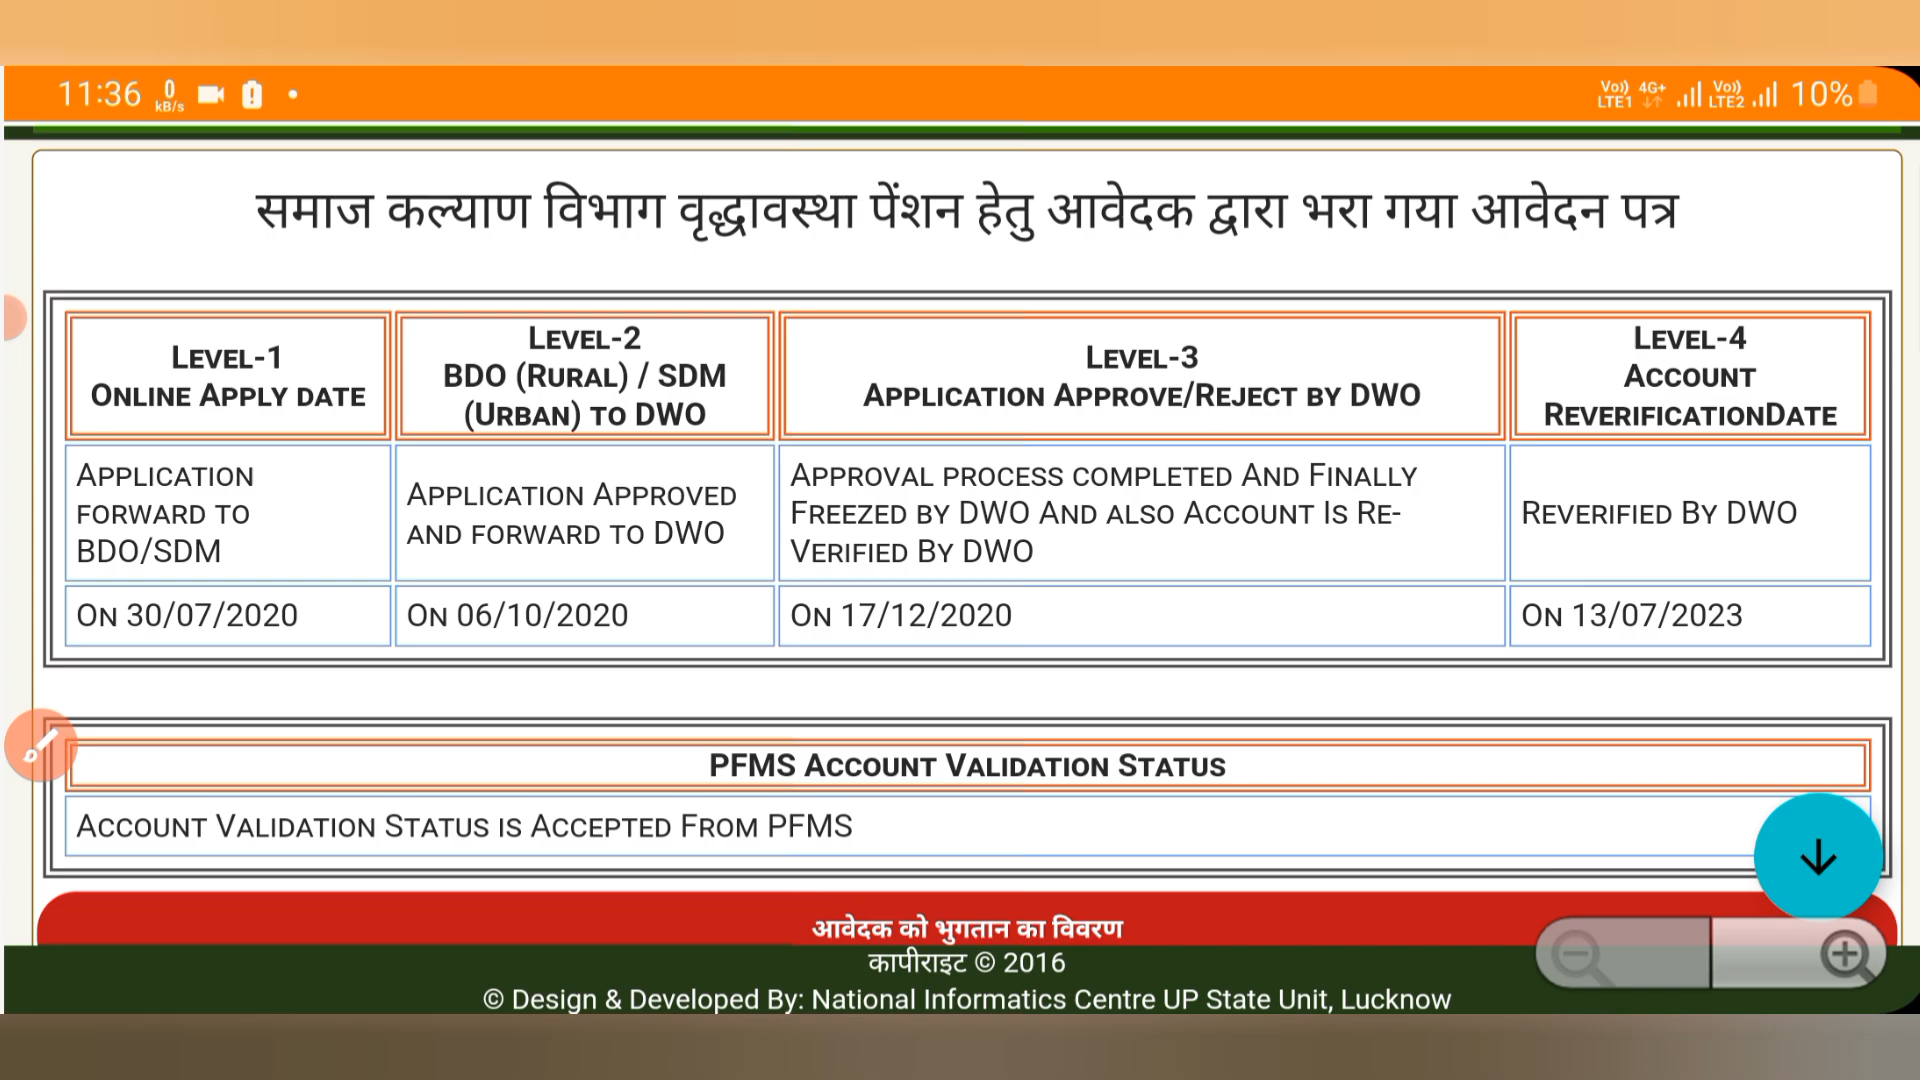 11:36 0 kB/s Vo)) LTE1 4G+ Vo)) LTE2 10%
समाज कल्याण विभाग वृद्धावस्था पेंशन हेतु आवेदक द्वारा भरा गया आवेदन पत्र
LEVEL-1
ONLINE APPLY DATE
LEVEL-2
BDO (RURAL) / SDM
(URBAN) TO DWO
LEVEL-3
APPLICATION APPROVE/REJECT BY DWO
LEVEL-4
ACCOUNT
REVERIFICATIONDATE
APPLICATION
FORWARD TO
BDO/SDM
APPLICATION APPROVED
AND FORWARD TO DWO
APPROVAL PROCESS COMPLETED AND FINALLY
FREEZED BY DWO AND ALSO ACCOUNT IS RE-
VERIFIED BY DWO
REVERIFIED BY DWO
ON 30/07/2020
ON 06/10/2020
ON 17/12/2020
ON 13/07/2023
PFMS ACCOUNT VALIDATION STATUS
ACCOUNT VALIDATION STATUS IS ACCEPTED FROM PFMS
आवेदक को भुगतान का विवरण
कापीराइट © 2016
© Design & Developed By: National Informatics Centre UP State Unit, Lucknow